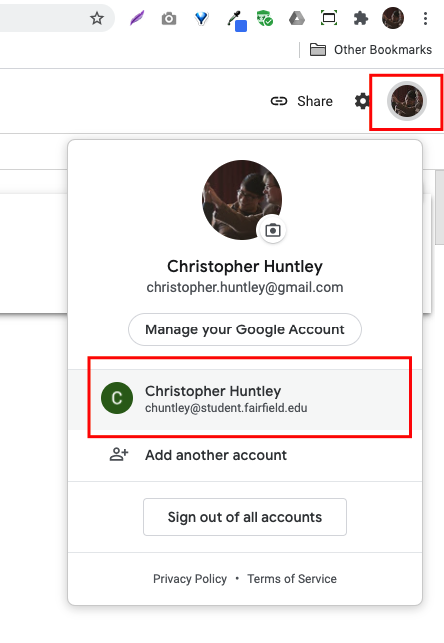 Other Bookmarks
Share
Christopher Huntley
christopher.huntley@gmail.com
Manage your Google Account
C
Christopher Huntley
chuntley@student.fairfield.edu
Add another account
Sign out of all accounts
Privacy Policy • Terms of Service